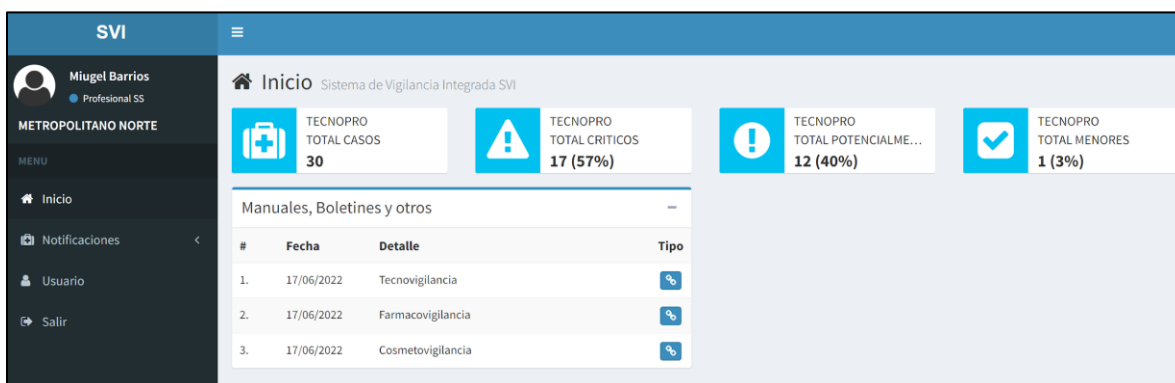 SVI
Miugel Barrios
Profesional SS
METROPOLITANO NORTE
MENU
Inicio
Notificaciones
Usuario
Salir
Inicio Sistema de Vigilancia Integrada SVI
TECNOPRO
TOTAL CASOS
30
TECNOPRO
TOTAL CRITICOS
17 (57%)
TECNOPRO
TOTAL POTENCIALME...
12 (40%)
TECNOPRO
TOTAL MENORES
1 (3%)
Manuales, Boletines y otros
# Fecha Detalle Tipo
1. 17/06/2022 Tecnovigilancia
2. 17/06/2022 Farmacovigilancia
3. 17/06/2022 Cosmetovigilancia